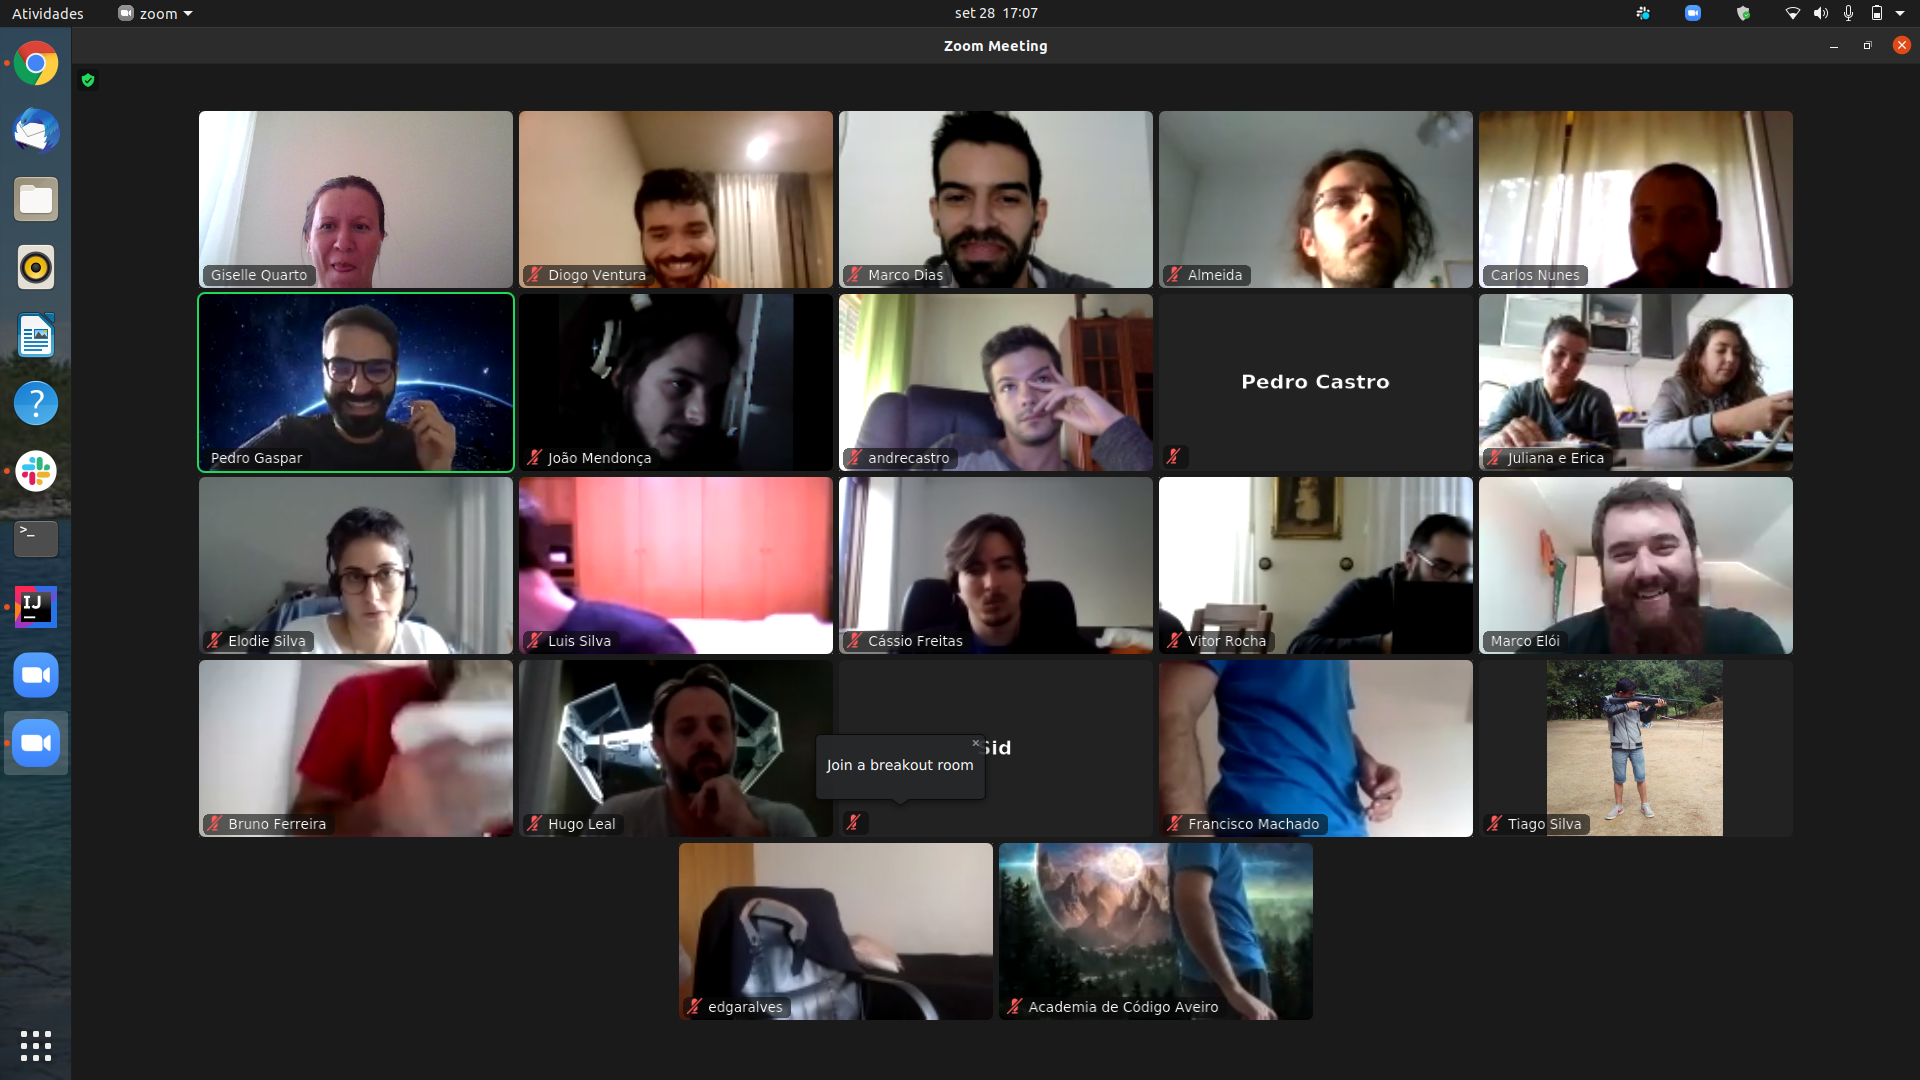 Atividades
zoom
set 28 17:07
Zoom Meeting
Giselle Quarto
Diogo Ventura
Marco Dias
Almeida
Carlos Nunes
Pedro Gaspar
João Mendonça
andrecastro
Pedro Castro
Juliana e Erica
Elodie Silva
Luis Silva
Cássio Freitas
Vitor Rocha
Marco Elói
Bruno Ferreira
Hugo Leal
Sid
Join a breakout room
Francisco Machado
Tiago Silva
edgaralves
Academia de Código Aveiro
?
>_
IJ